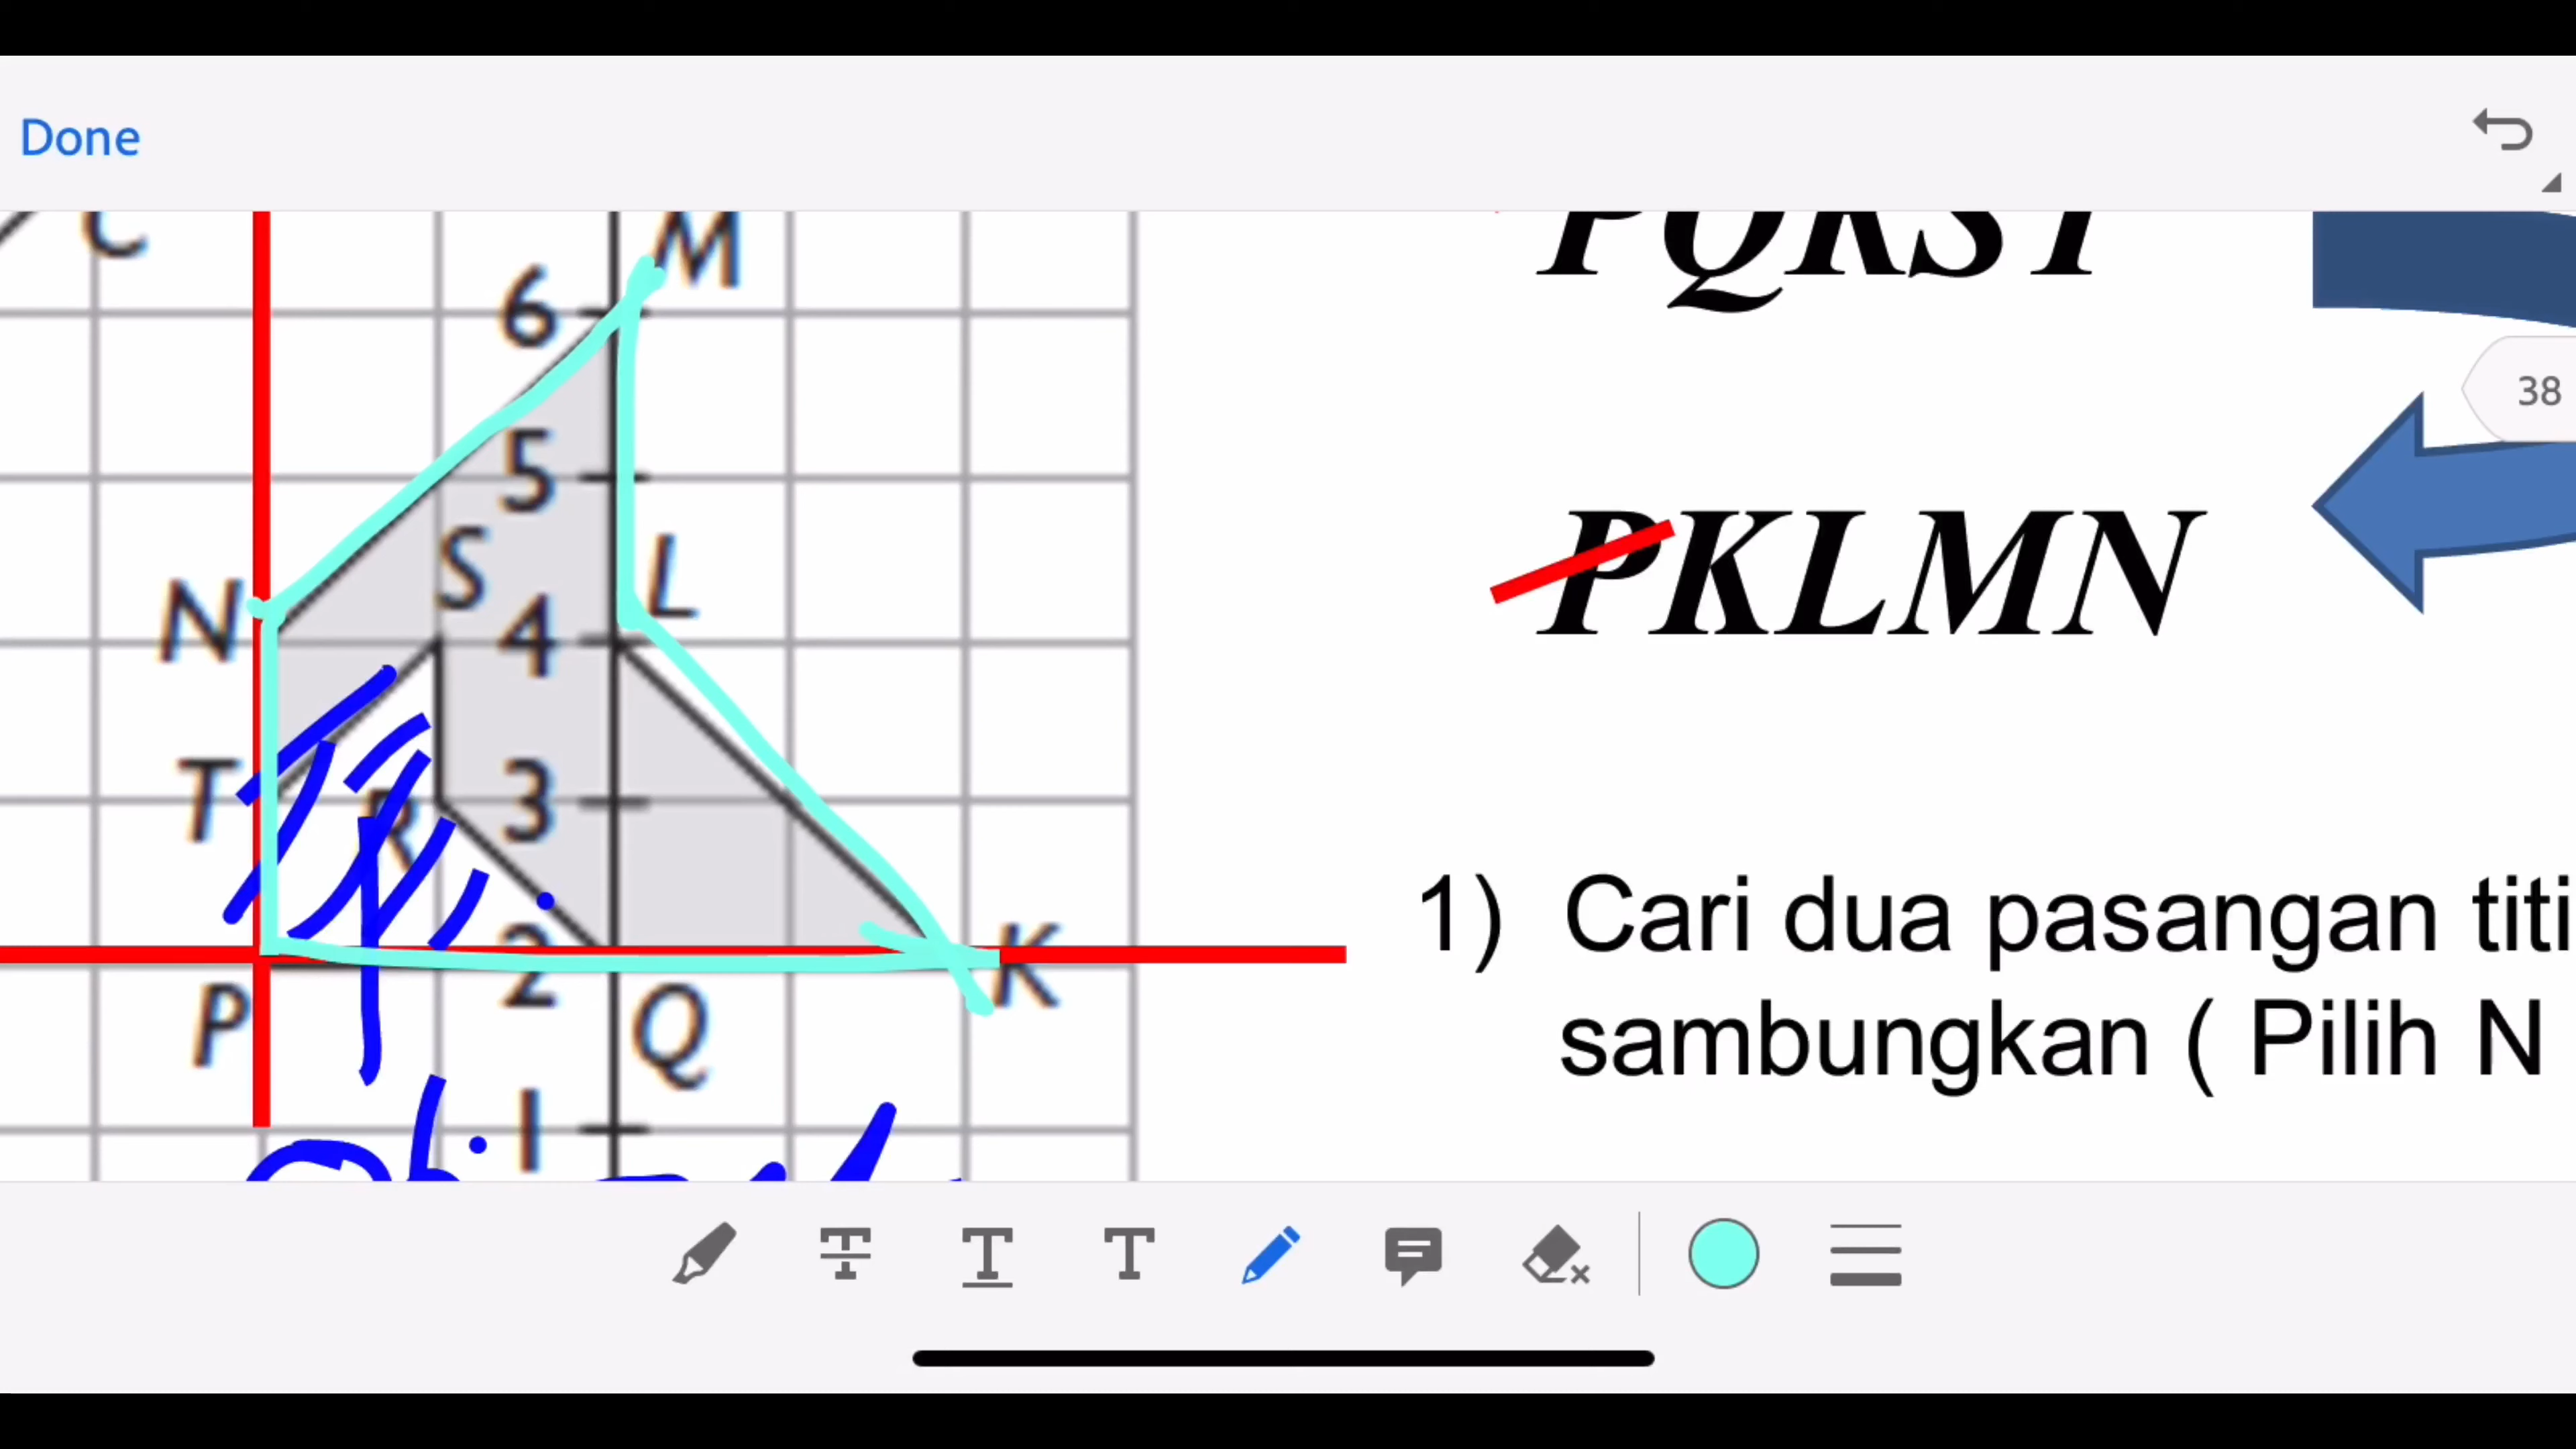 Done
C
M
PQRST
6
38
5
S
L
PKLMN
N
4
T
3
R
1) Cari dua pasangan titi
2
K
sambungkan ( Pilih N
P
Q
1